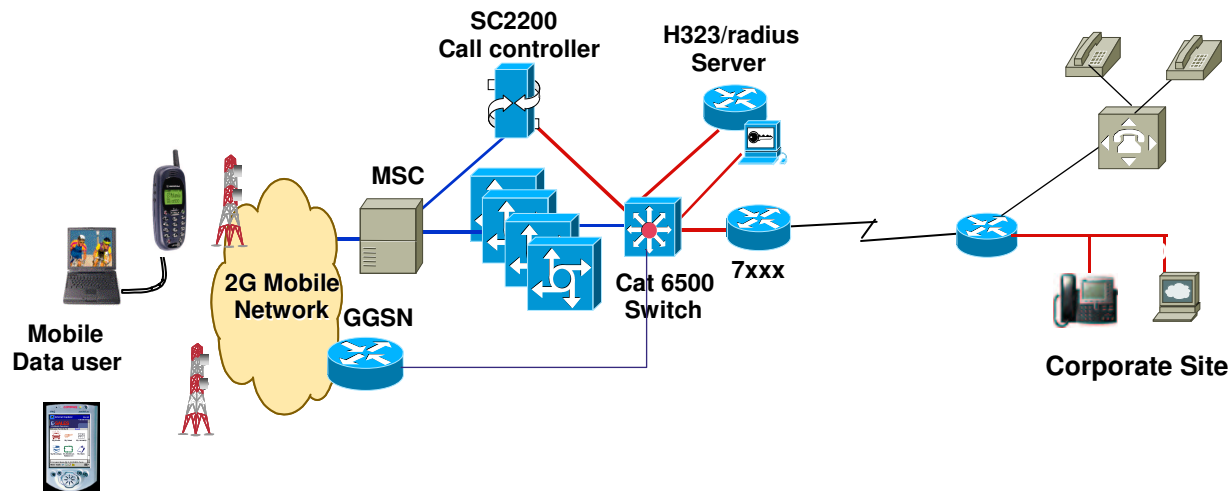 SC2200
Call controller
H323/radius
Server
MSC
2G Mobile
Network
GGSN
Cat 6500
Switch
7xxx
Mobile
Data user
Corporate Site